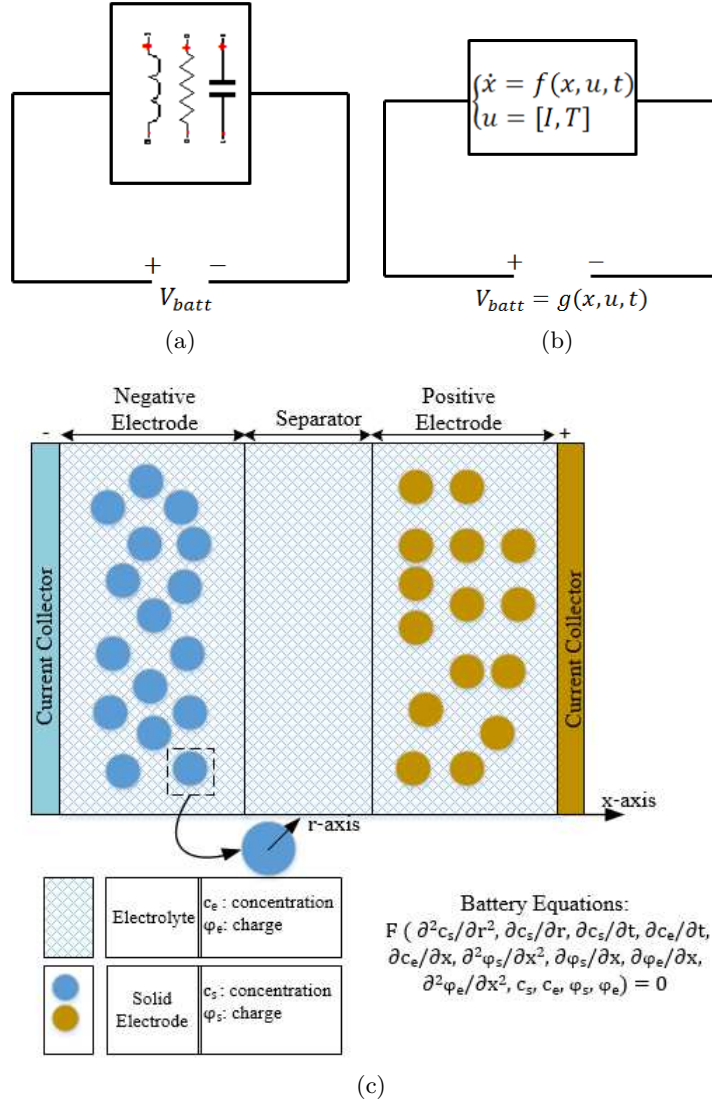 + −
V_batt
(a)
ẋ = f(x, u, t)
u = [I, T]
+ −
V_batt = g(x, u, t)
(b)
Negative
Electrode
Separator
Positive
Electrode
-
+
Current Collector
Current Collector
x-axis
r-axis
Electrolyte
c_e : concentration
φ_e: charge
Solid
Electrode
c_s : concentration
φ_s: charge
Battery Equations:
F ( ∂²c_s/∂r², ∂c_s/∂r, ∂c_s/∂t, ∂c_e/∂t,
∂c_e/∂x, ∂²φ_s/∂x², ∂φ_s/∂x, ∂φ_e/∂x,
∂²φ_e/∂x², c_s, c_e, φ_s, φ_e) = 0
(c)